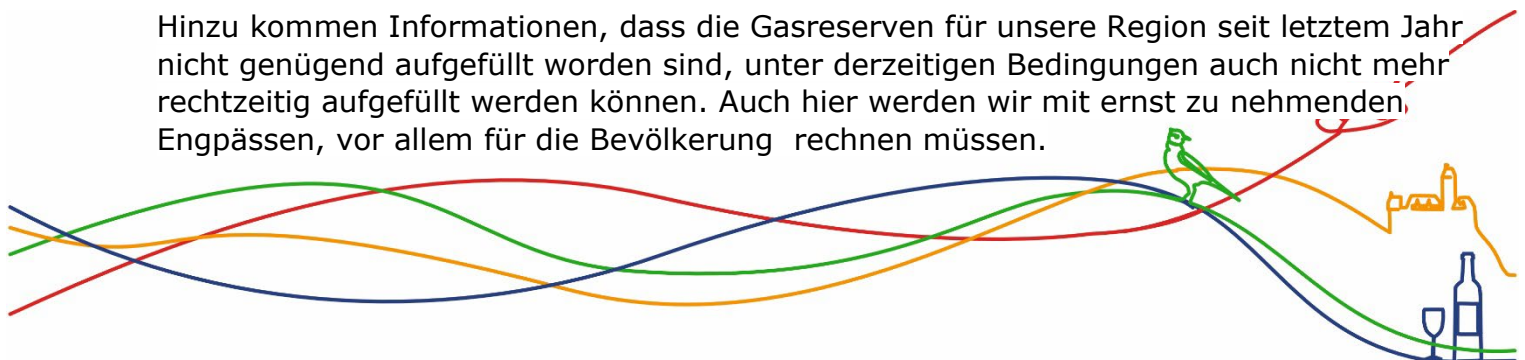 Hinzu kommen Informationen, dass die Gasreserven für unsere Region seit letztem Jahr
nicht genügend aufgefüllt worden sind, unter derzeitigen Bedingungen auch nicht mehr
rechtzeitig aufgefüllt werden können. Auch hier werden wir mit ernst zu nehmenden
Engpässen, vor allem für die Bevölkerung  rechnen müssen.